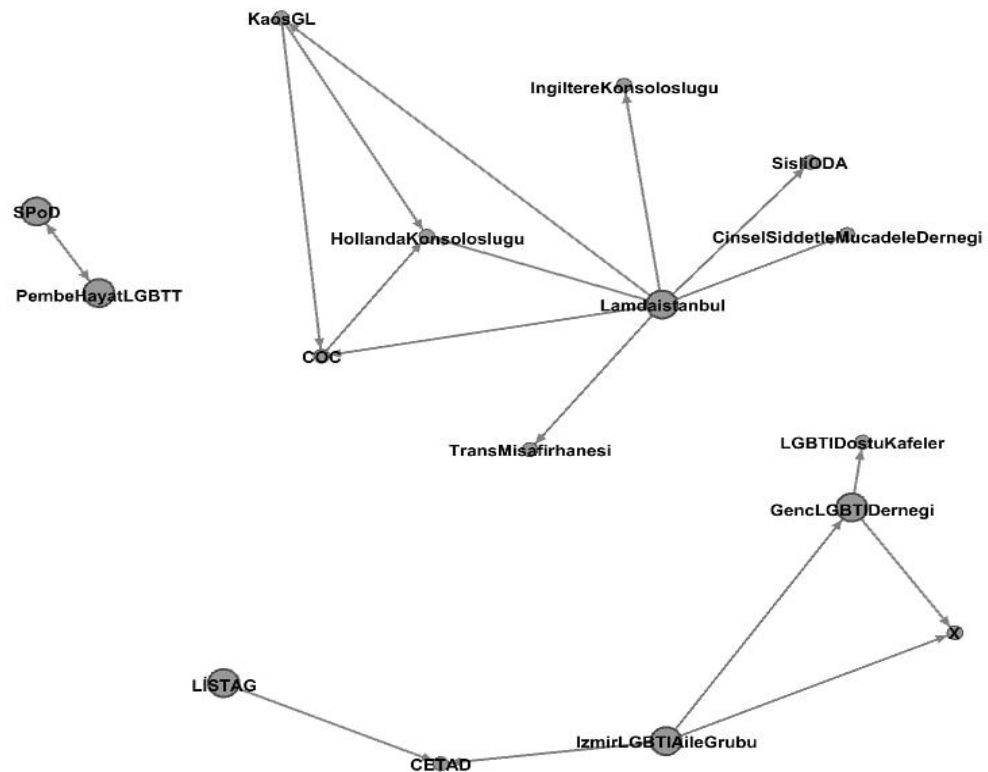 KaosGL
IngiltereKonsoloslugu
SisliODA
SPoD
HollandaKonsoloslugu
CinselSiddetleMucadeleDernegi
PembeHayatLGBTT
Lamdaistanbul
COC
TransMisafirhanesi
LGBTIDostuKafeler
GencLGBTIDernegi
X
LİSTAG
IzmirLGBTIAileGrubu
CETAD